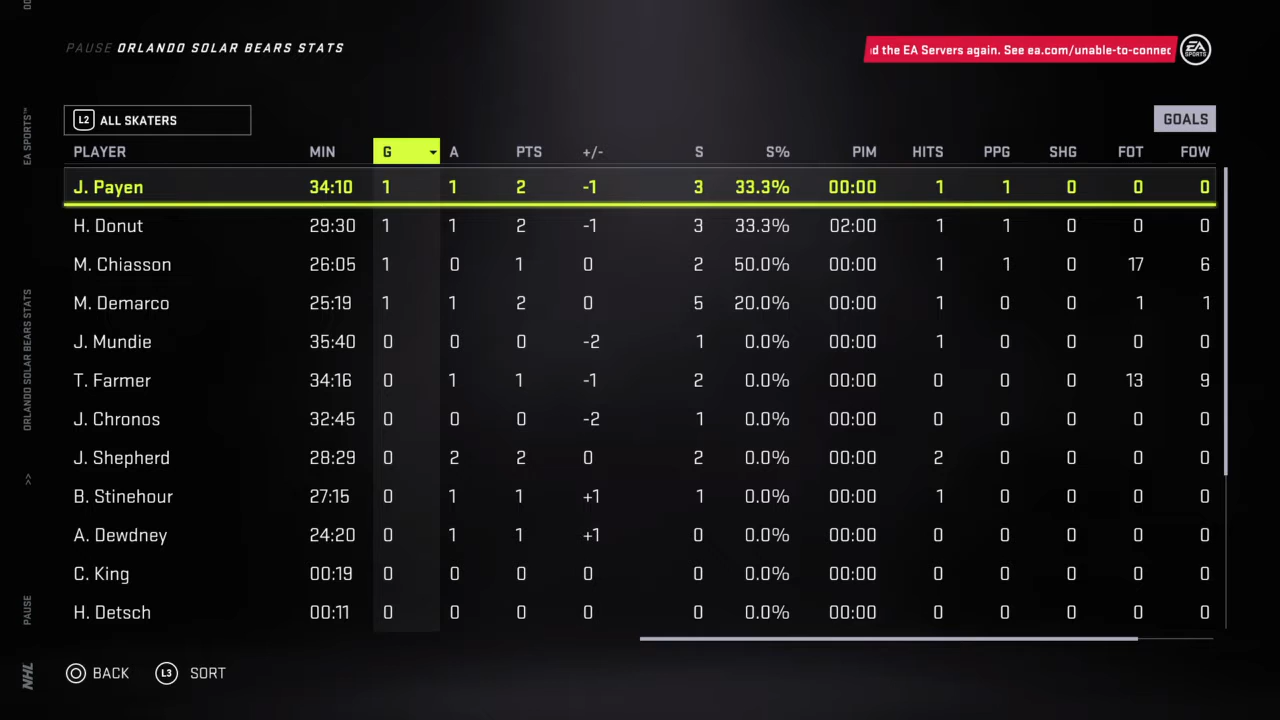 PAUSE ORLANDO SOLAR BEARS STATS
d the EA Servers again. See ea.com/unable-to-connec
EA SPORTS
L2 ALL SKATERS
GOALS
PLAYER MIN G A PTS +/- S S% PIM HITS PPG SHG FOT FOW
J. Payen 34:10 1 1 2 -1 3 33.3% 00:00 1 1 0 0 0
H. Donut 29:30 1 1 2 -1 3 33.3% 02:00 1 1 0 0 0
M. Chiasson 26:05 1 0 1 0 2 50.0% 00:00 1 1 0 17 6
M. Demarco 25:19 1 1 2 0 5 20.0% 00:00 1 0 0 1 1
J. Mundie 35:40 0 0 0 -2 1 0.0% 00:00 1 0 0 0 0
T. Farmer 34:16 0 1 1 -1 2 0.0% 00:00 0 0 0 13 9
J. Chronos 32:45 0 0 0 -2 1 0.0% 00:00 0 0 0 0 0
J. Shepherd 28:29 0 2 2 0 2 0.0% 00:00 2 0 0 0 0
B. Stinehour 27:15 0 1 1 +1 1 0.0% 00:00 1 0 0 0 0
A. Dewdney 24:20 0 1 1 +1 0 0.0% 00:00 0 0 0 0 0
C. King 00:19 0 0 0 0 0 0.0% 00:00 0 0 0 0 0
H. Detsch 00:11 0 0 0 0 0 0.0% 00:00 0 0 0 0 0
BACK L3 SORT
NHL
PAUSE
>>
ORLANDO SOLAR BEARS STATS
EA SPORTS™